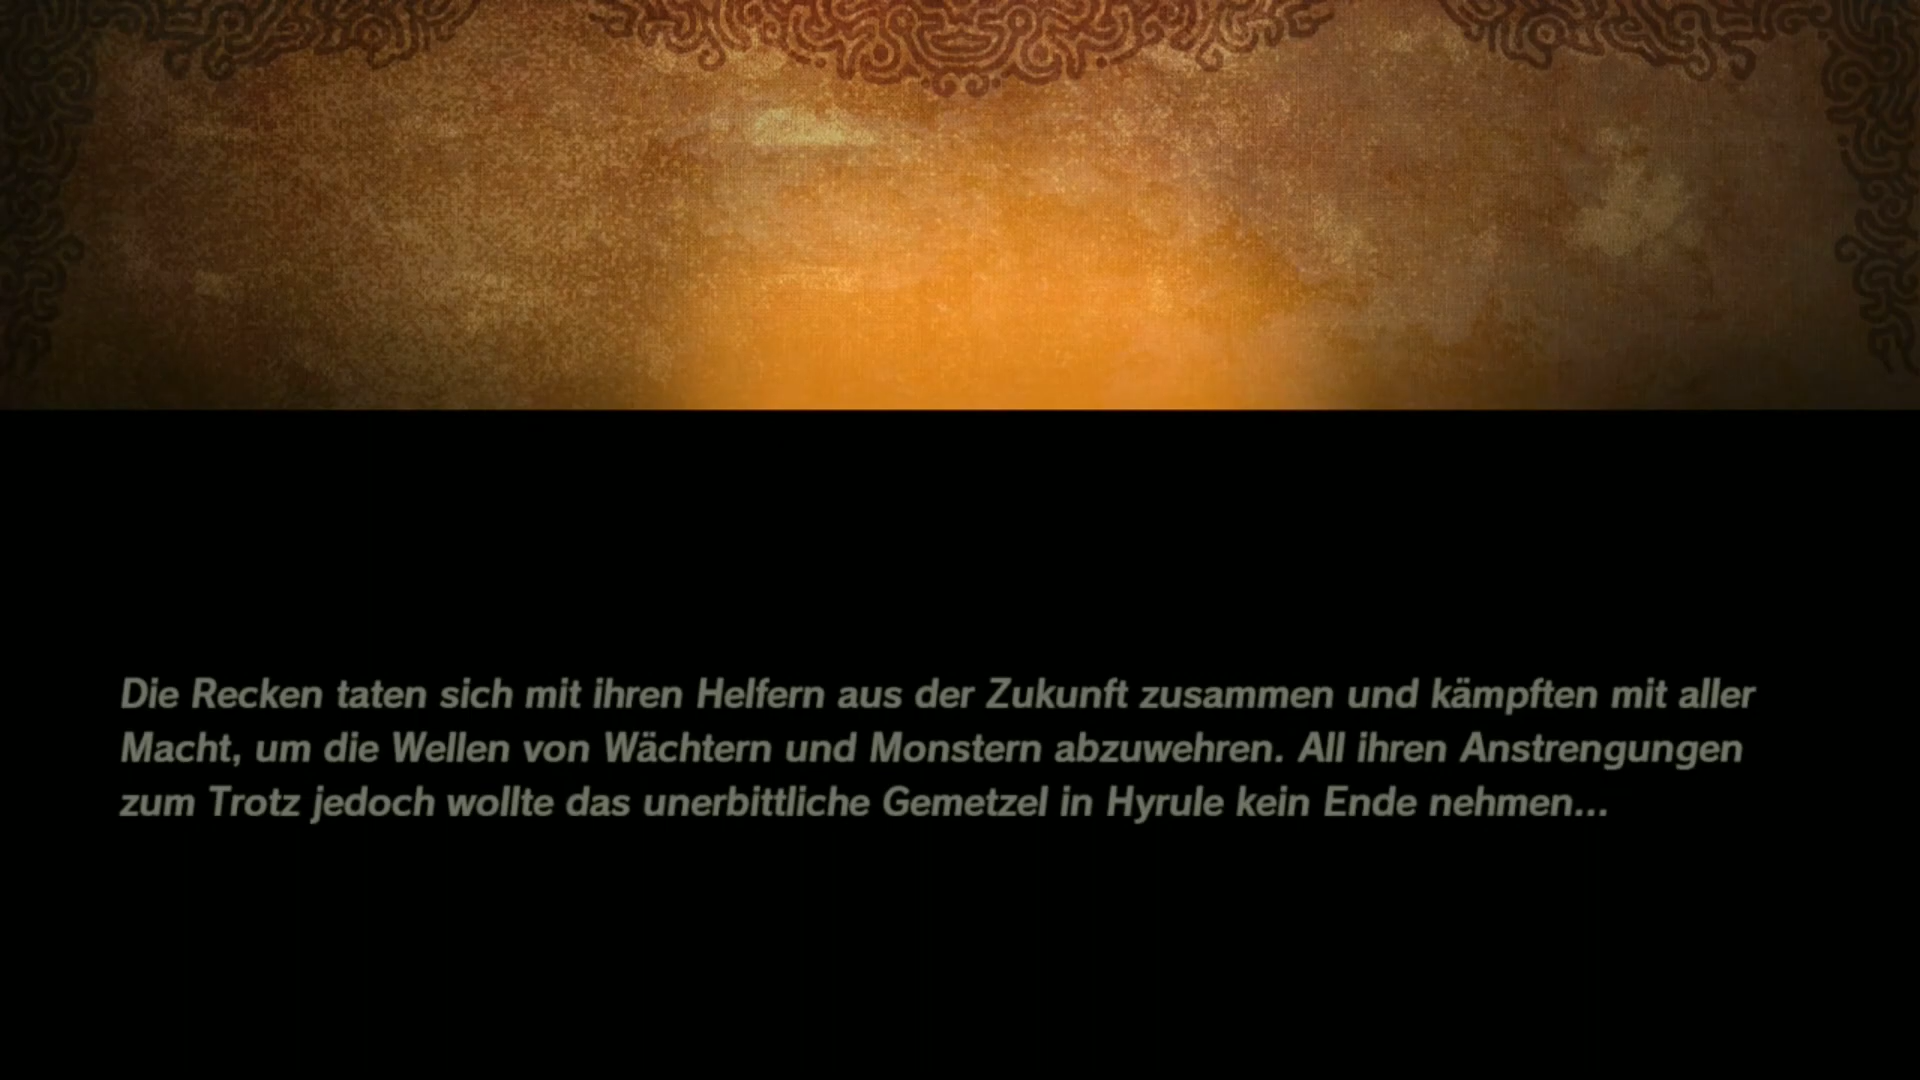 Die Recken taten sich mit ihren Helfern aus der Zukunft zusammen und kämpften mit aller
Macht, um die Wellen von Wächtern und Monstern abzuwehren. All ihren Anstrengungen
zum Trotz jedoch wollte das unerbittliche Gemetzel in Hyrule kein Ende nehmen...